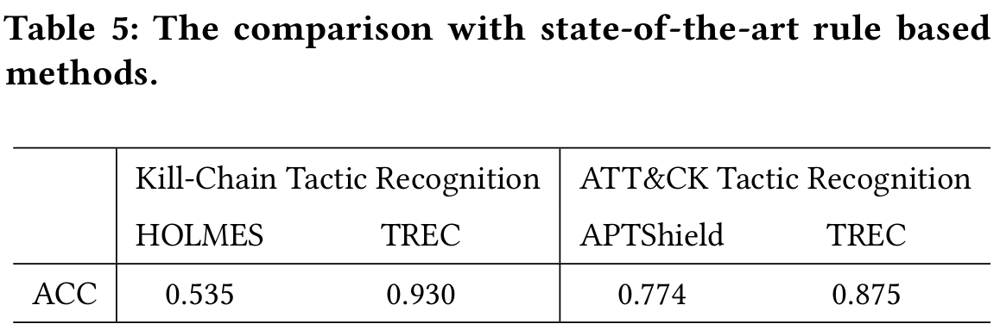 Table 5: The comparison with state-of-the-art rule based
methods.
Kill-Chain Tactic Recognition ATT&CK Tactic Recognition
HOLMES TREC APTShield TREC
ACC 0.535 0.930 0.774 0.875